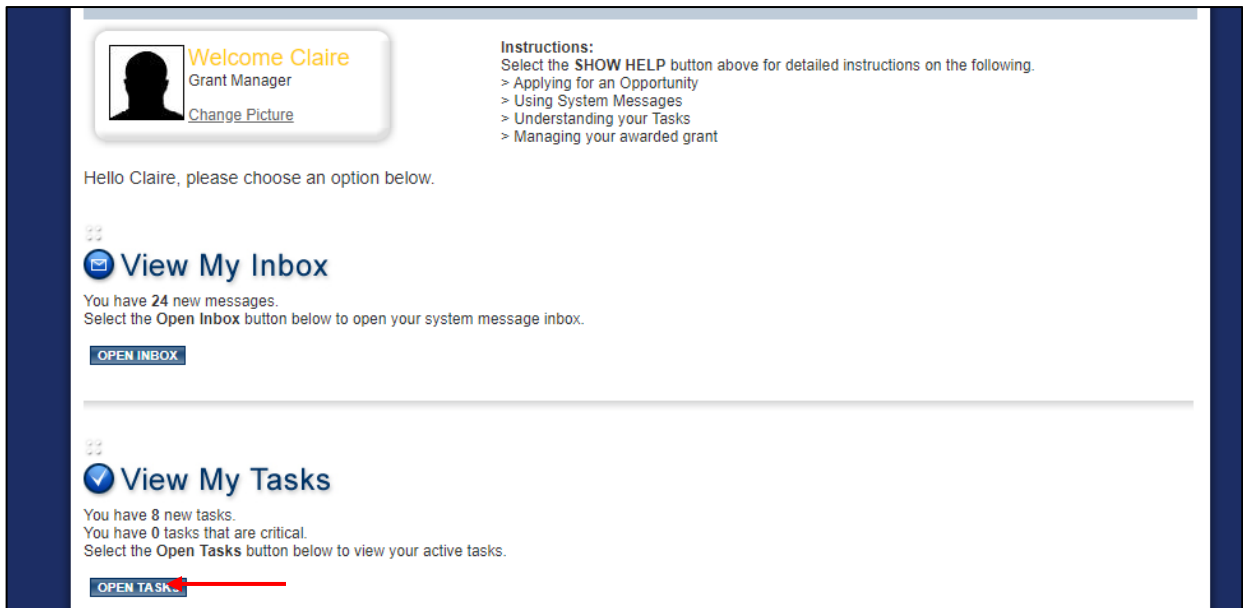 Welcome Claire
Grant Manager
Change Picture
Instructions:
Select the SHOW HELP button above for detailed instructions on the following.
> Applying for an Opportunity
> Using System Messages
> Understanding your Tasks
> Managing your awarded grant
Hello Claire, please choose an option below.
View My Inbox
You have 24 new messages.
Select the Open Inbox button below to open your system message inbox.
OPEN INBOX
View My Tasks
You have 8 new tasks.
You have 0 tasks that are critical.
Select the Open Tasks button below to view your active tasks.
OPEN TASKS